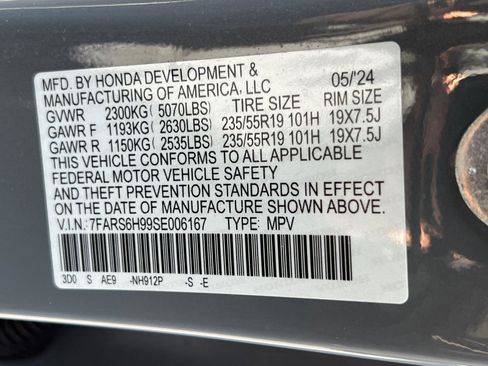 MFD. BY HONDA DEVELOPMENT & 05/'24
MANUFACTURING OF AMERICA, LLC
GVWR 2300KG( 5070LBS) TIRE SIZE RIM SIZE
GAWR F 1193KG( 2630LBS) 235/55R19 101H 19X7.5J
GAWR R 1150KG( 2535LBS) 235/55R19 101H 19X7.5J
THIS VEHICLE CONFORMS TO ALL APPLICABLE
FEDERAL MOTOR VEHICLE SAFETY
AND THEFT PREVENTION STANDARDS IN EFFECT
ON THE DATE OF MANUFACTURE SHOWN ABOVE.
V.I.N.:7FARS6H99SE006167 TYPE: MPV
3D0 S AE9 -NH912P -S -E